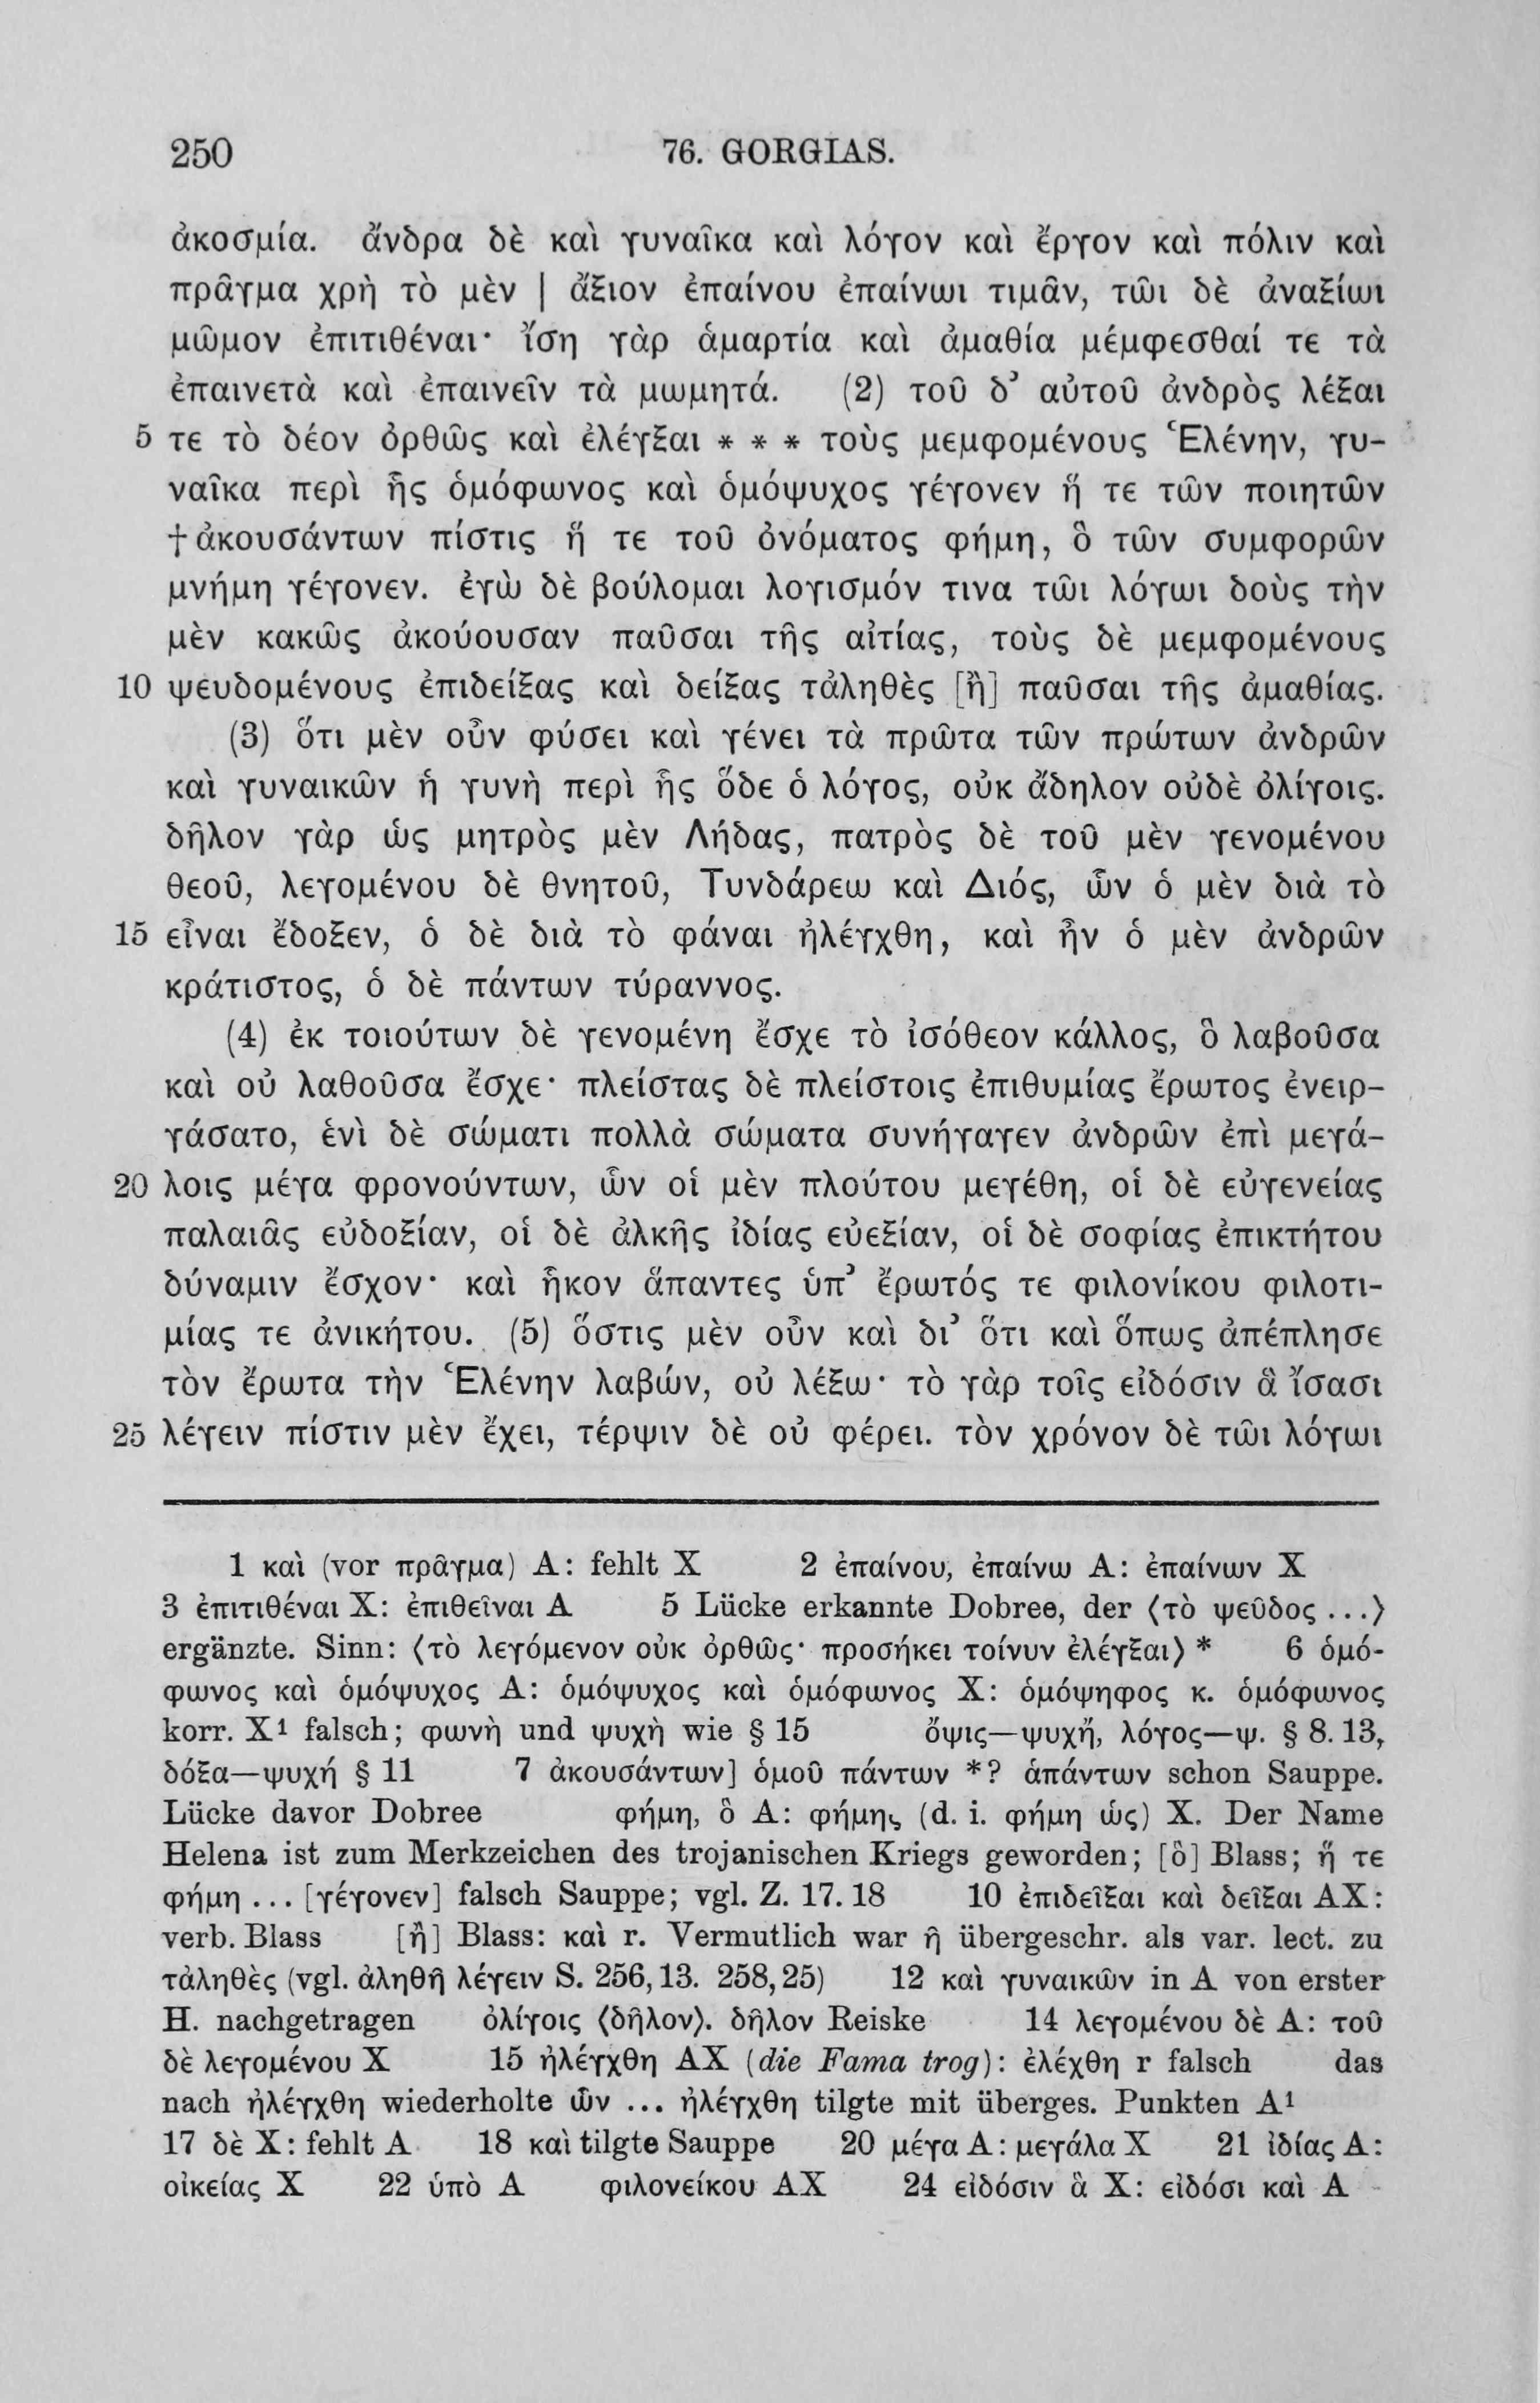 250 76. GORGIAS.
ἀκοσμία. ἄνδρα δὲ καὶ γυναῖκα καὶ λόγον καὶ ἔργον καὶ πόλιν καὶ
πρᾶγμα χρὴ τὸ μὲν | ἄξιον ἐπαίνου ἐπαίνωι τιμᾶν, τῶι δὲ ἀναξίωι
μῶμον ἐπιτιθέναι· ἴση γὰρ ἁμαρτία καὶ ἀμαθία μέμφεσθαί τε τὰ
ἐπαινετὰ καὶ ἐπαινεῖν τὰ μωμητά. (2) τοῦ δ’ αὐτοῦ ἀνδρὸς λέξαι
5 τε τὸ δέον ὀρθῶς καὶ ἐλέγξαι * * * τοὺς μεμφομένους Ἑλένην, γυ-
ναῖκα περὶ ἧς ὁμόφωνος καὶ ὁμόψυχος γέγονεν ἥ τε τῶν ποιητῶν
† ἀκουσάντων πίστις ἥ τε τοῦ ὀνόματος φήμη, ὃ τῶν συμφορῶν
μνήμη γέγονεν. ἐγὼ δὲ βούλομαι λογισμόν τινα τῶι λόγωι δοὺς τὴν
μὲν κακῶς ἀκούουσαν παῦσαι τῆς αἰτίας, τοὺς δὲ μεμφομένους
10 ψευδομένους ἐπιδείξας καὶ δείξας τἀληθὲς [ἢ] παῦσαι τῆς ἀμαθίας.
(3) ὅτι μὲν οὖν φύσει καὶ γένει τὰ πρῶτα τῶν πρώτων ἀνδρῶν
καὶ γυναικῶν ἡ γυνὴ περὶ ἧς ὅδε ὁ λόγος, οὐκ ἄδηλον οὐδὲ ὀλίγοις.
δῆλον γὰρ ὡς μητρὸς μὲν Λήδας, πατρὸς δὲ τοῦ μὲν γενομένου
θεοῦ, λεγομένου δὲ θνητοῦ, Τυνδάρεω καὶ Διός, ὧν ὁ μὲν διὰ τὸ
15 εἶναι ἔδοξεν, ὁ δὲ διὰ τὸ φάναι ἠλέγχθη, καὶ ἦν ὁ μὲν ἀνδρῶν
κράτιστος, ὁ δὲ πάντων τύραννος.
(4) ἐκ τοιούτων δὲ γενομένη ἔσχε τὸ ἰσόθεον κάλλος, ὃ λαβοῦσα
καὶ οὐ λαθοῦσα ἔσχε· πλείστας δὲ πλείστοις ἐπιθυμίας ἔρωτος ἐνειρ-
γάσατο, ἑνὶ δὲ σώματι πολλὰ σώματα συνήγαγεν ἀνδρῶν ἐπὶ μεγά-
20 λοις μέγα φρονούντων, ὧν οἱ μὲν πλούτου μεγέθη, οἱ δὲ εὐγενείας
παλαιᾶς εὐδοξίαν, οἱ δὲ ἀλκῆς ἰδίας εὐεξίαν, οἱ δὲ σοφίας ἐπικτήτου
δύναμιν ἔσχον· καὶ ἧκον ἅπαντες ὑπ’ ἔρωτός τε φιλονίκου φιλοτι-
μίας τε ἀνικήτου. (5) ὅστις μὲν οὖν καὶ δι’ ὅτι καὶ ὅπως ἀπέπλησε
τὸν ἔρωτα τὴν Ἑλένην λαβών, οὐ λέξω· τὸ γὰρ τοῖς εἰδόσιν ἃ ἴσασι
25 λέγειν πίστιν μὲν ἔχει, τέρψιν δὲ οὐ φέρει. τὸν χρόνον δὲ τῶι λόγωι
1 καὶ (vor πρᾶγμα) A: fehlt X 2 ἐπαίνου, ἐπαίνω A: ἐπαίνων X
3 ἐπιτιθέναι X: ἐπιθεῖναι A 5 Lücke erkannte Dobree, der ⟨τὸ ψεῦδος ...⟩
ergänzte. Sinn: ⟨τὸ λεγόμενον οὐκ ὀρθῶς· προσήκει τοίνυν ἐλέγξαι⟩ * 6 ὁμό-
φωνος καὶ ὁμόψυχος A: ὁμόψυχος καὶ ὁμόφωνος X: ὁμόψηφος κ. ὁμόφωνος
korr. X¹ falsch; φωνὴ und ψυχὴ wie § 15 ὄψις—ψυχή, λόγος—ψ. § 8. 13,
δόξα—ψυχή § 11 7 ἀκουσάντων] ὁμοῦ πάντων *? ἁπάντων schon Sauppe.
Lücke davor Dobree φήμη, ὃ A: φήμηϛ (d. i. φήμη ὡς) X. Der Name
Helena ist zum Merkzeichen des trojanischen Kriegs geworden; [ὃ] Blass; ἥ τε
φήμη ... [γέγονεν] falsch Sauppe; vgl. Z. 17. 18 10 ἐπιδεῖξαι καὶ δεῖξαι AX:
verb. Blass [ἢ] Blass: καὶ r. Vermutlich war ῆ übergeschr. als var. lect. zu
τἀληθὲς (vgl. ἀληθῆ λέγειν S. 256, 13. 258, 25) 12 καὶ γυναικῶν in A von erster
H. nachgetragen ὀλίγοις ⟨δῆλον⟩. δῆλον Reiske 14 λεγομένου δὲ A: τοῦ
δὲ λεγομένου X 15 ἠλέγχθη AX (die Fama trog): ἐλέχθη r falsch das
nach ἠλέγχθη wiederholte ὧν ... ἠλέγχθη tilgte mit überges. Punkten A¹
17 δὲ X: fehlt A 18 καὶ tilgte Sauppe 20 μέγα A: μεγάλα X 21 ἰδίας A:
οἰκείας X 22 ὑπὸ A φιλονείκου AX 24 εἰδόσιν ἃ X: εἰδόσι καὶ A